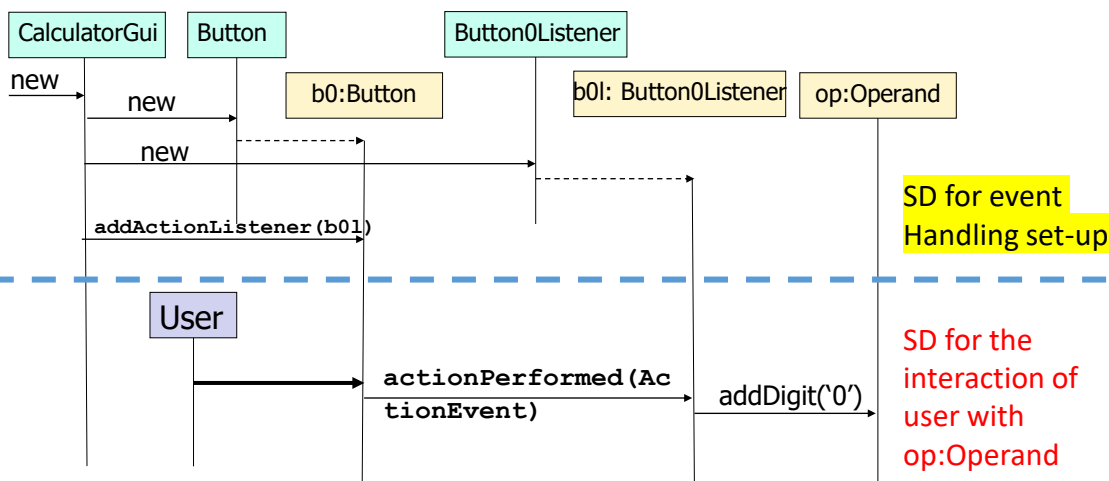 CalculatorGui
Button
Button0Listener
new
b0:Button
b0l: Button0Listener
op:Operand
new
new
SD for event
Handling set-up
addActionListener(b0l)
User
SD for the
interaction of
user with
op:Operand
actionPerformed(Ac
tionEvent)
addDigit(‘0’)